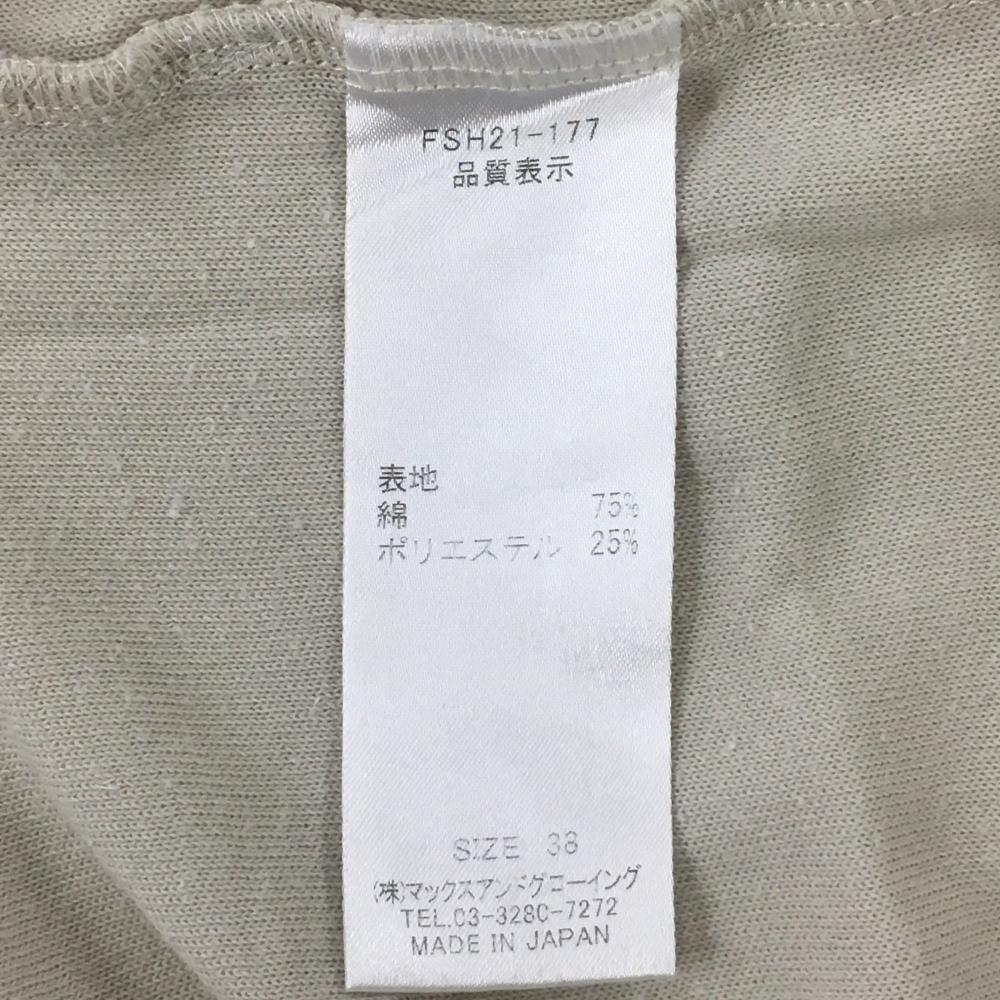 FSH21-177
品質表示
表地
綿 75%
ポリエステル 25%
SIZE 38
(株)マックスアンドゲコーイング
TEL.03-3280-7272
MADE IN JAPAN